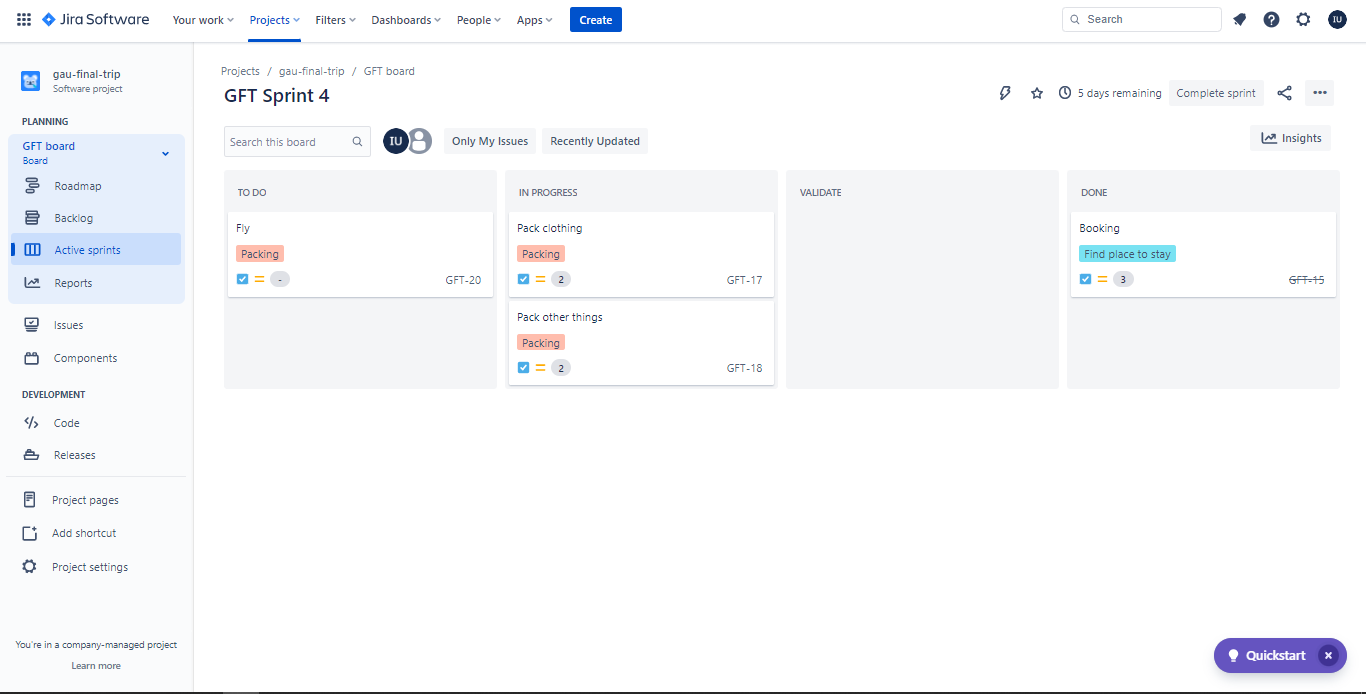 Jira Software Your work Projects Filters Dashboards People Apps Create Search IU
gau-final-trip
Software project
PLANNING
GFT board
Board
Roadmap
Backlog
Active sprints
Reports
Issues
Components
DEVELOPMENT
Code
Releases
Project pages
Add shortcut
Project settings
You're in a company-managed project
Learn more
Projects / gau-final-trip / GFT board
GFT Sprint 4
5 days remaining Complete sprint
Search this board IU Only My Issues Recently Updated Insights
TO DO
Fly
Packing
- GFT-20
IN PROGRESS
Pack clothing
Packing
2 GFT-17
Pack other things
Packing
2 GFT-18
VALIDATE
DONE
Booking
Find place to stay
3 GFT-15
Quickstart